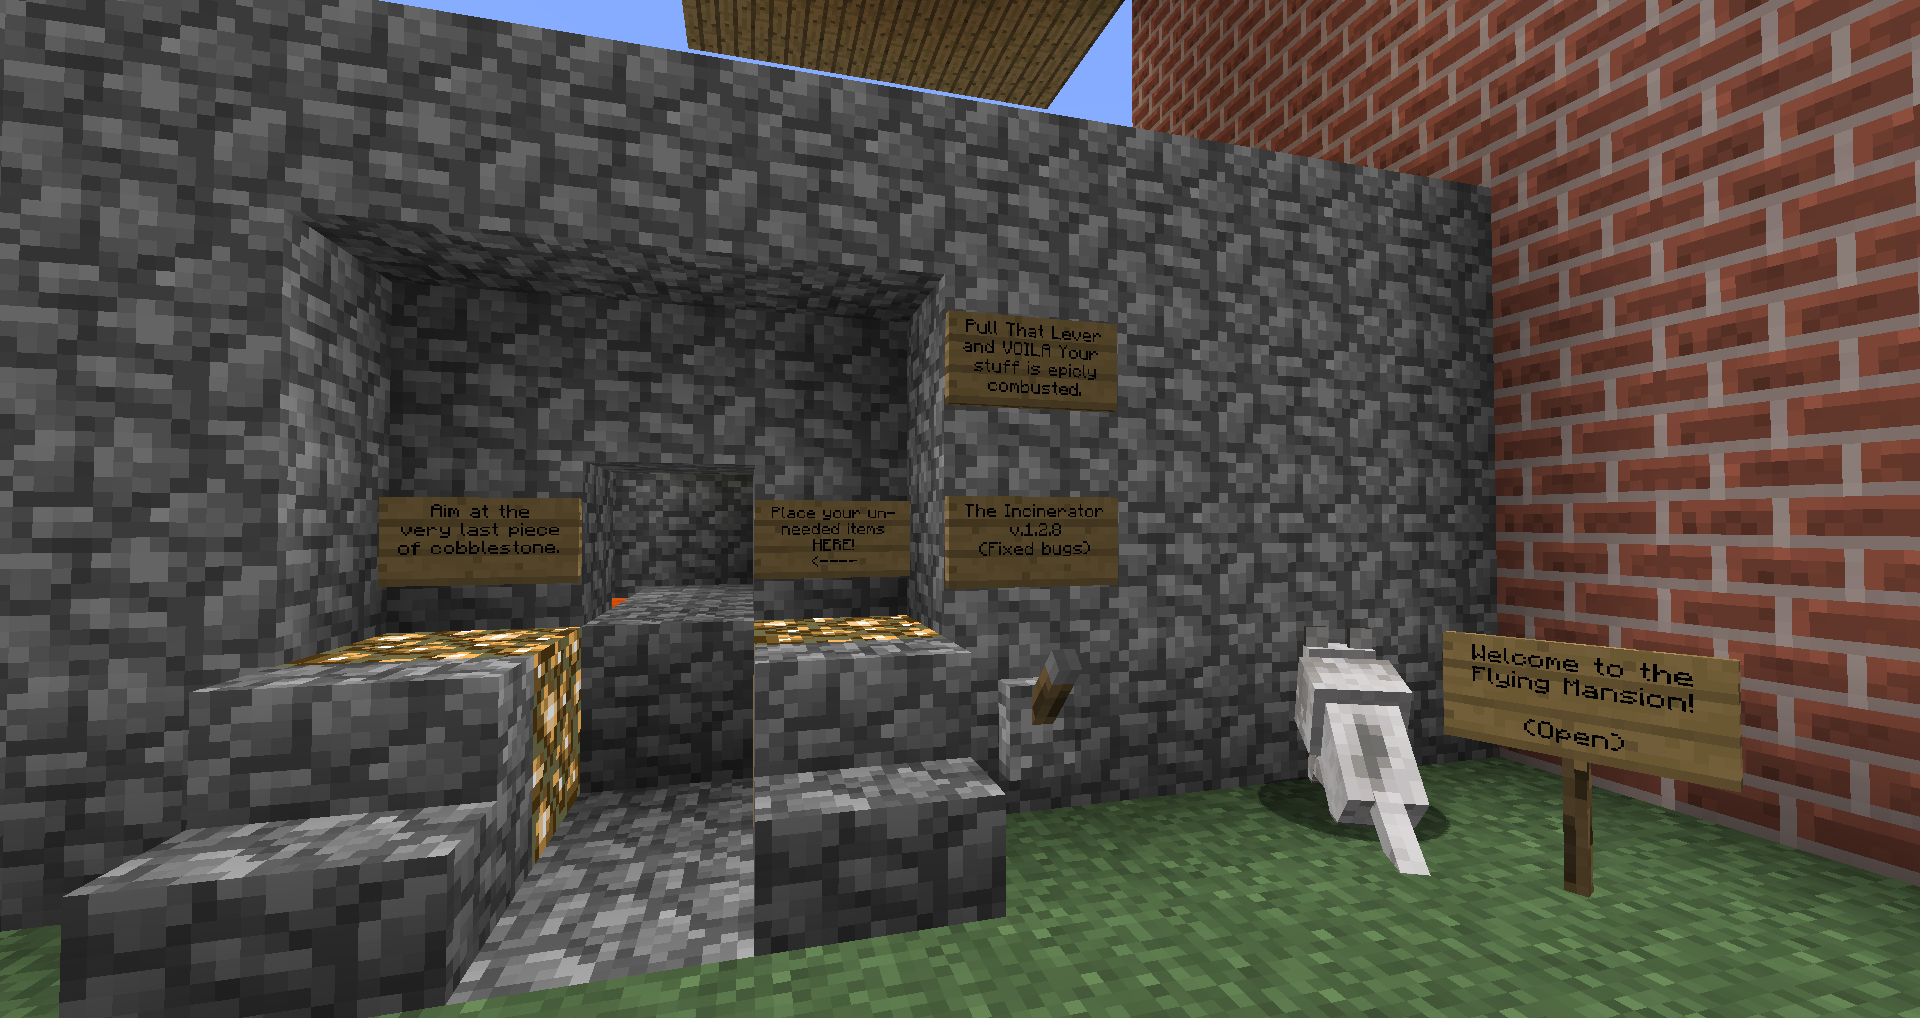 Pull That Lever
and VOILA Your
stuff is epicly
combusted.
Aim at the
very last piece
of cobblestone.
Place your un-
needed items
HERE!
<----
The Incinerator
v.1.2.8
(Fixed bugs)
Welcome to the
Flying Mansion!
(Open)